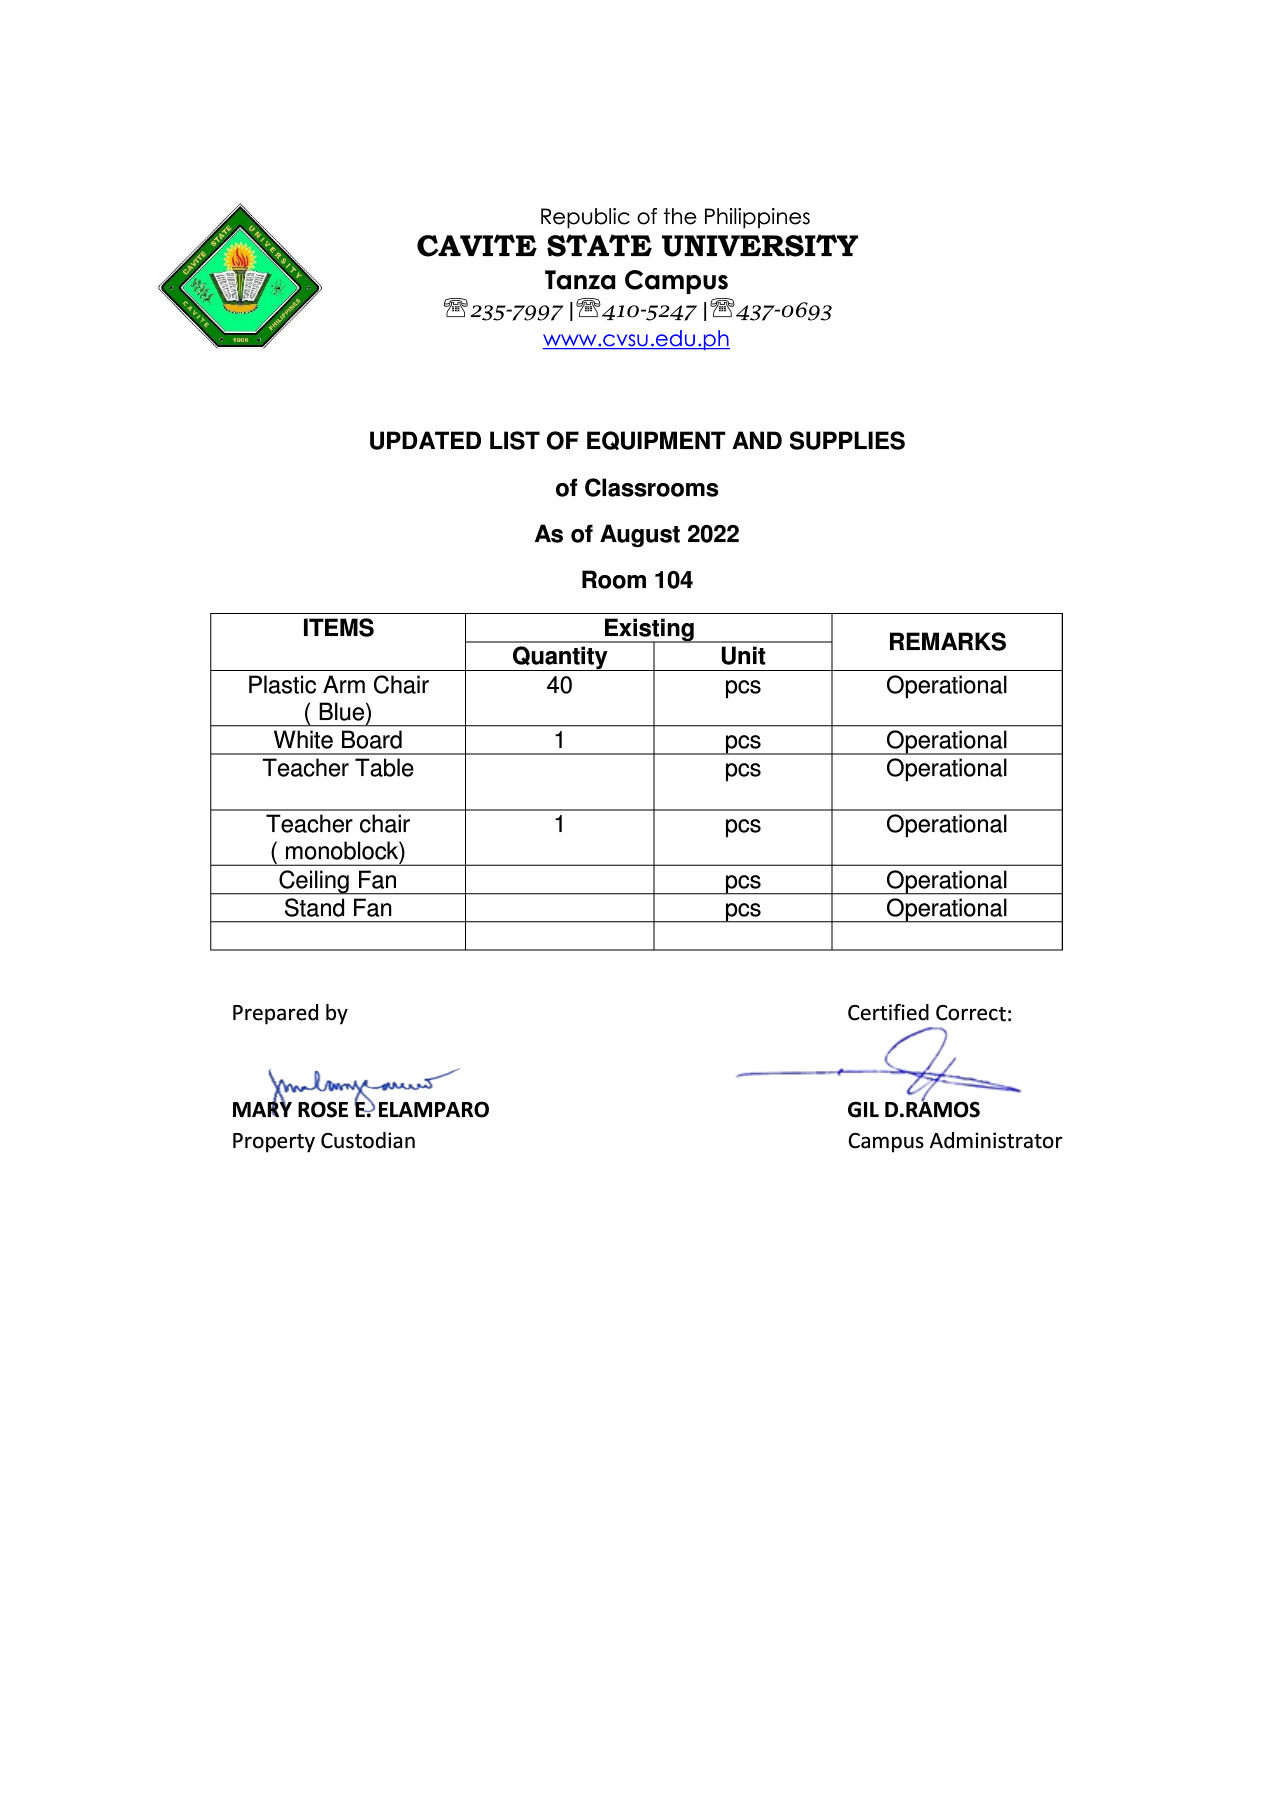 Republic of the Philippines
CAVITE STATE UNIVERSITY
Tanza Campus
☏235-7997 |☏410-5247 |☏437-0693
www.cvsu.edu.ph
CAVITE STATE UNIVERSITY
CAVITE PHILIPPINES
1906
UPDATED LIST OF EQUIPMENT AND SUPPLIES
of Classrooms
As of August 2022
Room 104
ITEMS Existing REMARKS
Quantity Unit
Plastic Arm Chair 40 pcs Operational
( Blue)
White Board 1 pcs Operational
Teacher Table pcs Operational
Teacher chair 1 pcs Operational
( monoblock)
Ceiling Fan pcs Operational
Stand Fan pcs Operational
Prepared by Certified Correct:
MARY ROSE E. ELAMPARO GIL D.RAMOS
Property Custodian Campus Administrator